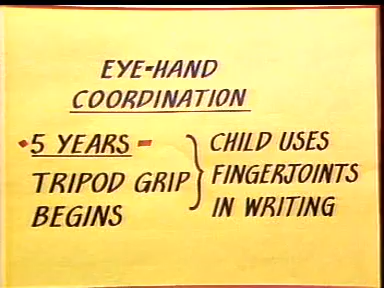 EYE-HAND
COORDINATION
5 YEARS -
TRIPOD GRIP
BEGINS
CHILD USES
FINGERJOINTS
IN WRITING